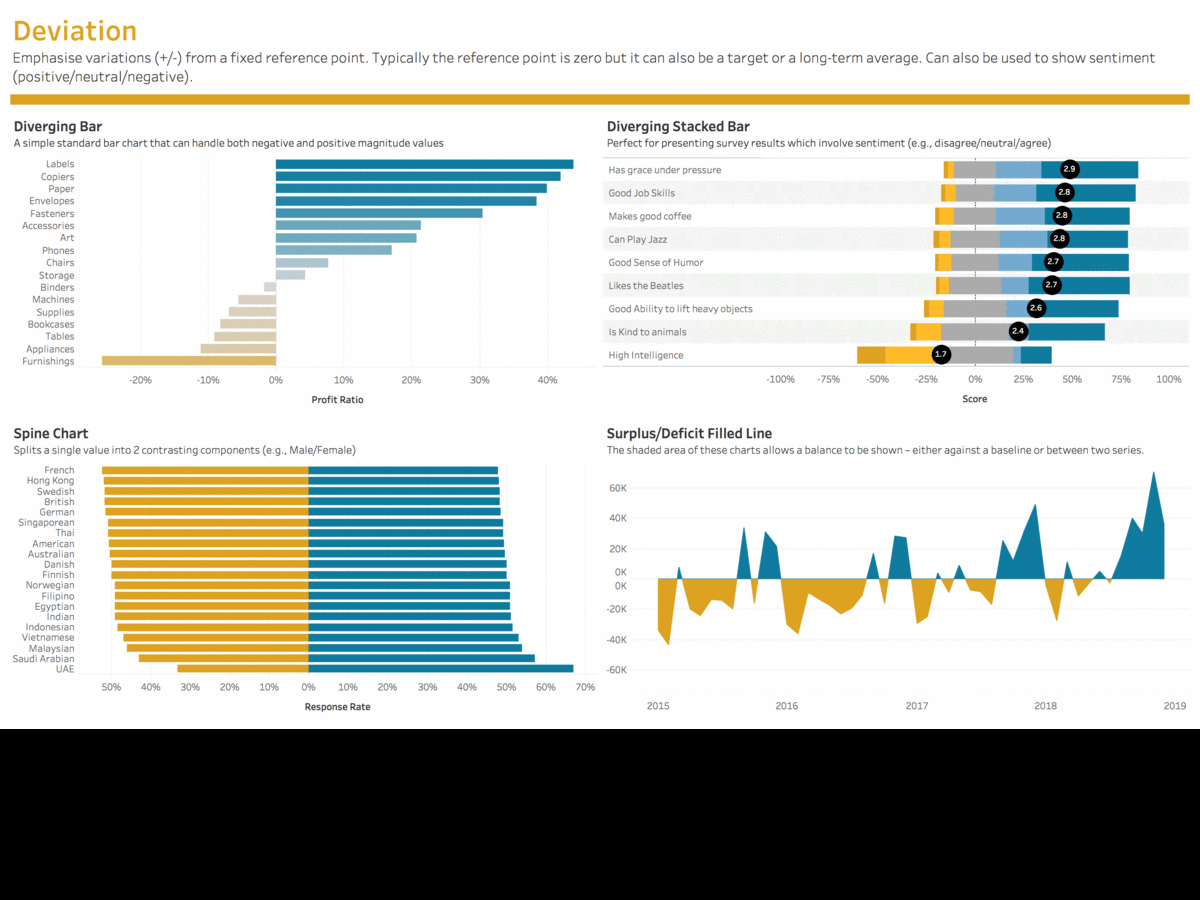 Deviation
Emphasise variations (+/-) from a fixed reference point. Typically the reference point is zero but it can also be a target or a long-term average. Can also be used to show sentiment
(positive/neutral/negative).
Diverging Bar
A simple standard bar chart that can handle both negative and positive magnitude values
Labels
Copiers
Paper
Envelopes
Fasteners
Accessories
Art
Phones
Chairs
Storage
Binders
Machines
Supplies
Bookcases
Tables
Appliances
Furnishings
-20% -10% 0% 10% 20% 30% 40%
Profit Ratio
Diverging Stacked Bar
Perfect for presenting survey results which involve sentiment (e.g., disagree/neutral/agree)
Has grace under pressure 2.9
Good Job Skills 2.8
Makes good coffee 2.8
Can Play Jazz 2.8
Good Sense of Humor 2.7
Likes the Beatles 2.7
Good Ability to lift heavy objects 2.6
Is Kind to animals 2.4
High Intelligence 1.7
-100% -75% -50% -25% 0% 25% 50% 75% 100%
Score
Spine Chart
Splits a single value into 2 contrasting components (e.g., Male/Female)
French
Hong Kong
Swedish
British
German
Singaporean
Thai
American
Australian
Danish
Finnish
Norwegian
Filipino
Egyptian
Indian
Indonesian
Vietnamese
Malaysian
Saudi Arabian
UAE
50% 40% 30% 20% 10% 0% 10% 20% 30% 40% 50% 60% 70%
Response Rate
Surplus/Deficit Filled Line
The shaded area of these charts allows a balance to be shown – either against a baseline or between two series.
60K
40K
20K
0K
0K
-20K
-40K
-60K
2015 2016 2017 2018 2019